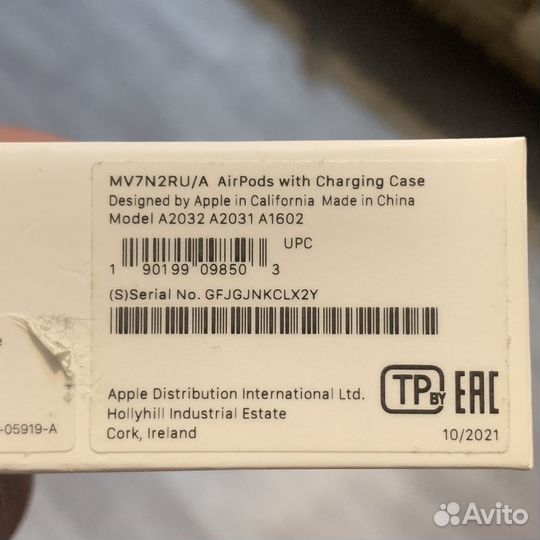 MV7N2RU/A AirPods with Charging Case
Designed by Apple in California Made in China
Model A2032 A2031 A1602
UPC
1 90199 09850 3
(S)Serial No. GFJGJNKCLX2Y
Apple Distribution International Ltd.
Hollyhill Industrial Estate
Cork, Ireland
TP BY EAC
10/2021
-05919-A
Avito